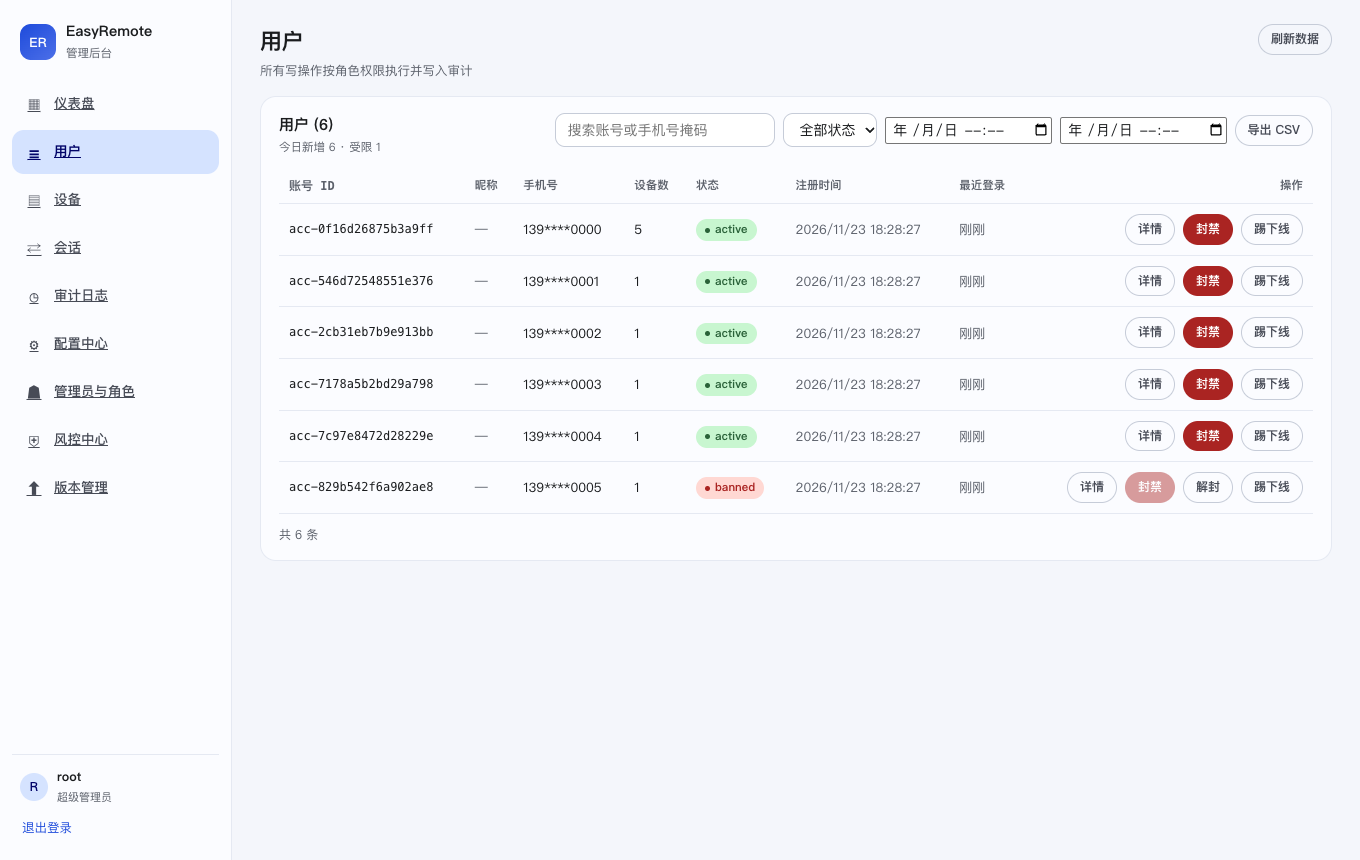 ER
EasyRemote
管理后台
仪表盘
用户
设备
会话
审计日志
配置中心
管理员与角色
风控中心
版本管理
R
root
超级管理员
退出登录
用户
所有写操作按角色权限执行并写入审计
刷新数据
用户 (6)
今日新增 6 · 受限 1
搜索账号或手机号掩码
全部状态
年 /月/日 --:--
年 /月/日 --:--
导出 CSV
账号 ID 昵称 手机号 设备数 状态 注册时间 最近登录 操作
acc-0f16d26875b3a9ff — 139****0000 5 active 2026/11/23 18:28:27 刚刚 详情 封禁 踢下线
acc-546d72548551e376 — 139****0001 1 active 2026/11/23 18:28:27 刚刚 详情 封禁 踢下线
acc-2cb31eb7b9e913bb — 139****0002 1 active 2026/11/23 18:28:27 刚刚 详情 封禁 踢下线
acc-7178a5b2bd29a798 — 139****0003 1 active 2026/11/23 18:28:27 刚刚 详情 封禁 踢下线
acc-7c97e8472d28229e — 139****0004 1 active 2026/11/23 18:28:27 刚刚 详情 封禁 踢下线
acc-829b542f6a902ae8 — 139****0005 1 banned 2026/11/23 18:28:27 刚刚 详情 封禁 解封 踢下线
共 6 条